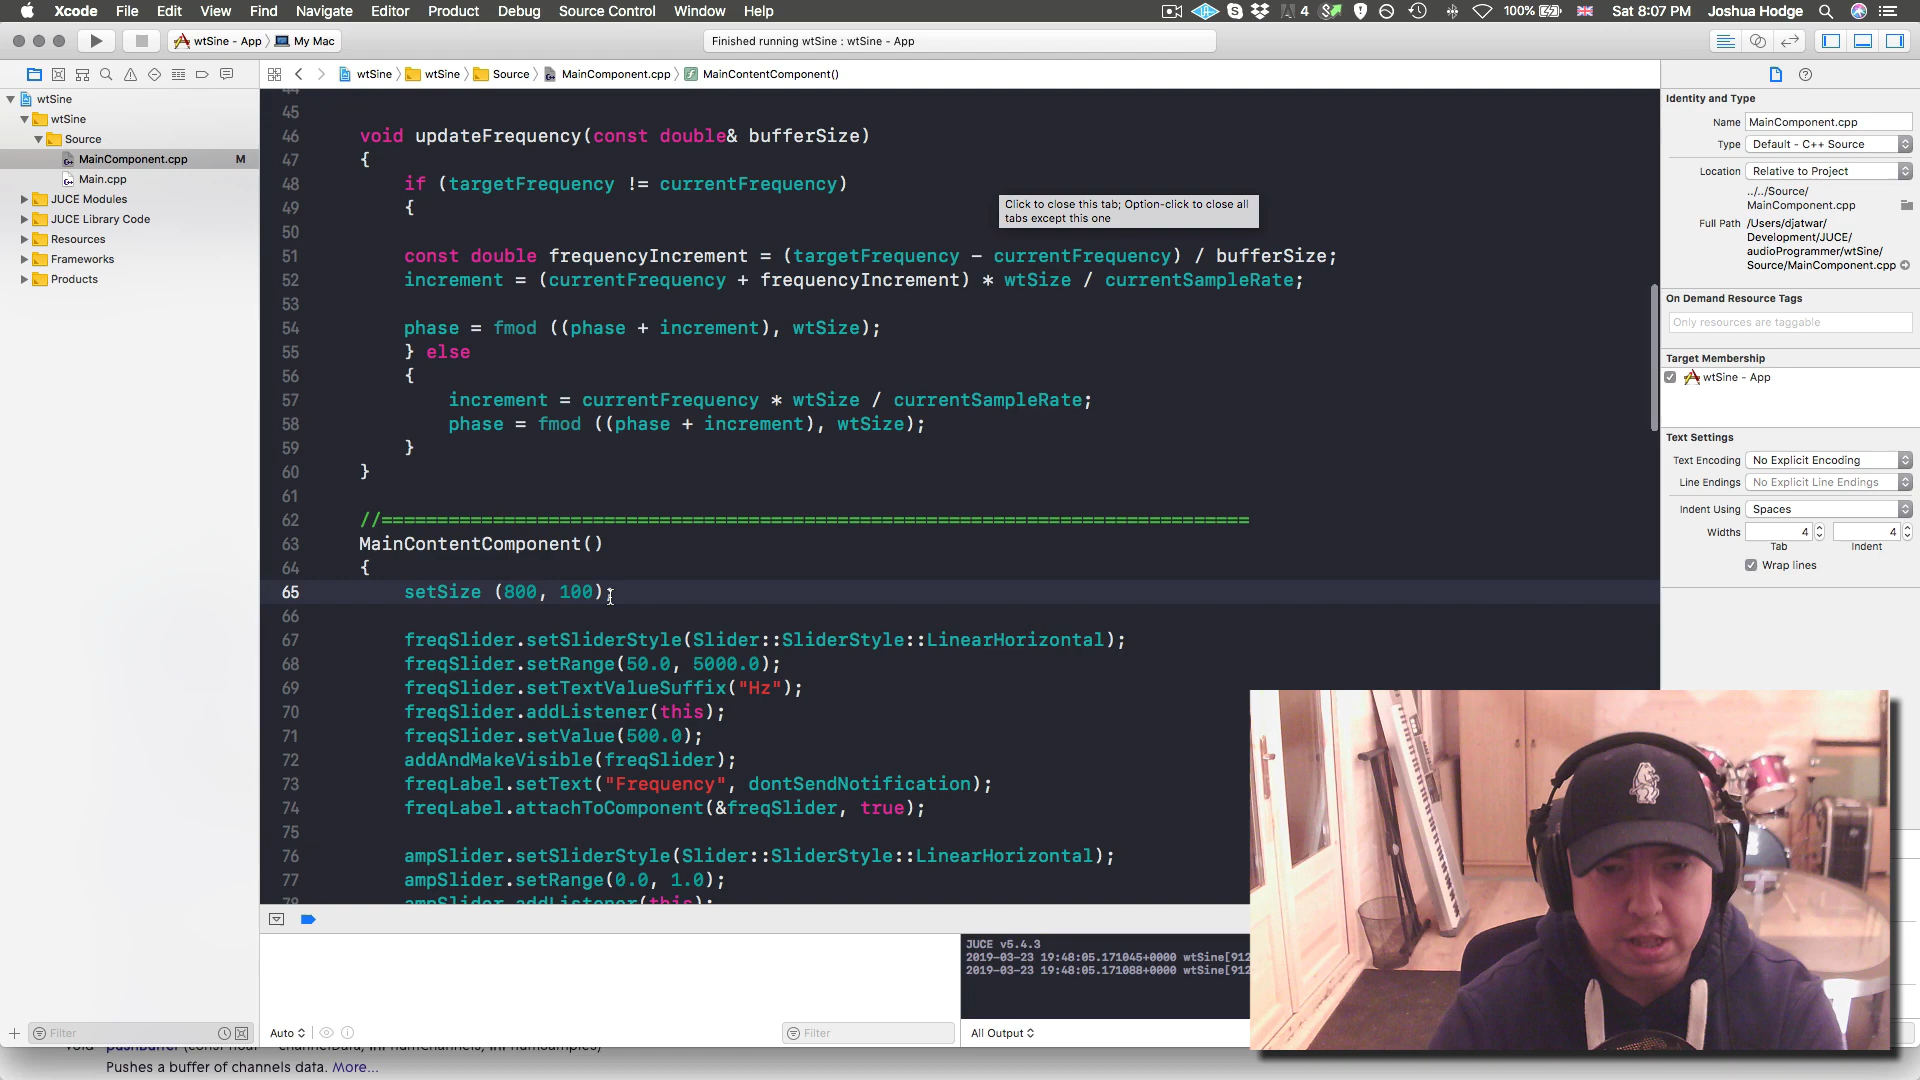 Xcode File Edit View Find Navigate Editor Product Debug Source Control Window Help 4 100% Sat 8:07 PM Joshua Hodge
wtSine - App My Mac Finished running wtSine : wtSine - App
wtSine wtSine Source MainComponent.cpp MainContentComponent()
wtSine
wtSine
Source
MainComponent.cpp M
Main.cpp
JUCE Modules
JUCE Library Code
Resources
Frameworks
Products
Filter
44
45
46 void updateFrequency(const double& bufferSize)
47 {
48 if (targetFrequency != currentFrequency)
49 {
50
51 const double frequencyIncrement = (targetFrequency - currentFrequency) / bufferSize;
52 increment = (currentFrequency + frequencyIncrement) * wtSize / currentSampleRate;
53
54 phase = fmod ((phase + increment), wtSize);
55 } else
56 {
57 increment = currentFrequency * wtSize / currentSampleRate;
58 phase = fmod ((phase + increment), wtSize);
59 }
60 }
61
62 //==============================================================================
63 MainContentComponent()
64 {
65 setSize (800, 100);
66
67 freqSlider.setSliderStyle(Slider::SliderStyle::LinearHorizontal);
68 freqSlider.setRange(50.0, 5000.0);
69 freqSlider.setTextValueSuffix("Hz");
70 freqSlider.addListener(this);
71 freqSlider.setValue(500.0);
72 addAndMakeVisible(freqSlider);
73 freqLabel.setText("Frequency", dontSendNotification);
74 freqLabel.attachToComponent(&freqSlider, true);
75
76 ampSlider.setSliderStyle(Slider::SliderStyle::LinearHorizontal);
77 ampSlider.setRange(0.0, 1.0);
78 ampSlider.addListener(this);
Click to close this tab; Option-click to close all
tabs except this one
JUCE v5.4.3
2019-03-23 19:48:05.171045+0000 wtSine[912
2019-03-23 19:48:05.171088+0000 wtSine[912
Auto Filter All Output
Identity and Type
Name MainComponent.cpp
Type Default - C++ Source
Location Relative to Project
../../Source/
MainComponent.cpp
Full Path /Users/djatwar/
Development/JUCE/
audioProgrammer/wtSine/
Source/MainComponent.cpp
On Demand Resource Tags
Only resources are taggable
Target Membership
wtSine - App
Text Settings
Text Encoding No Explicit Encoding
Line Endings No Explicit Line Endings
Indent Using Spaces
Widths 4 4
Tab Indent
Wrap lines
Pushes a buffer of channels data. More...